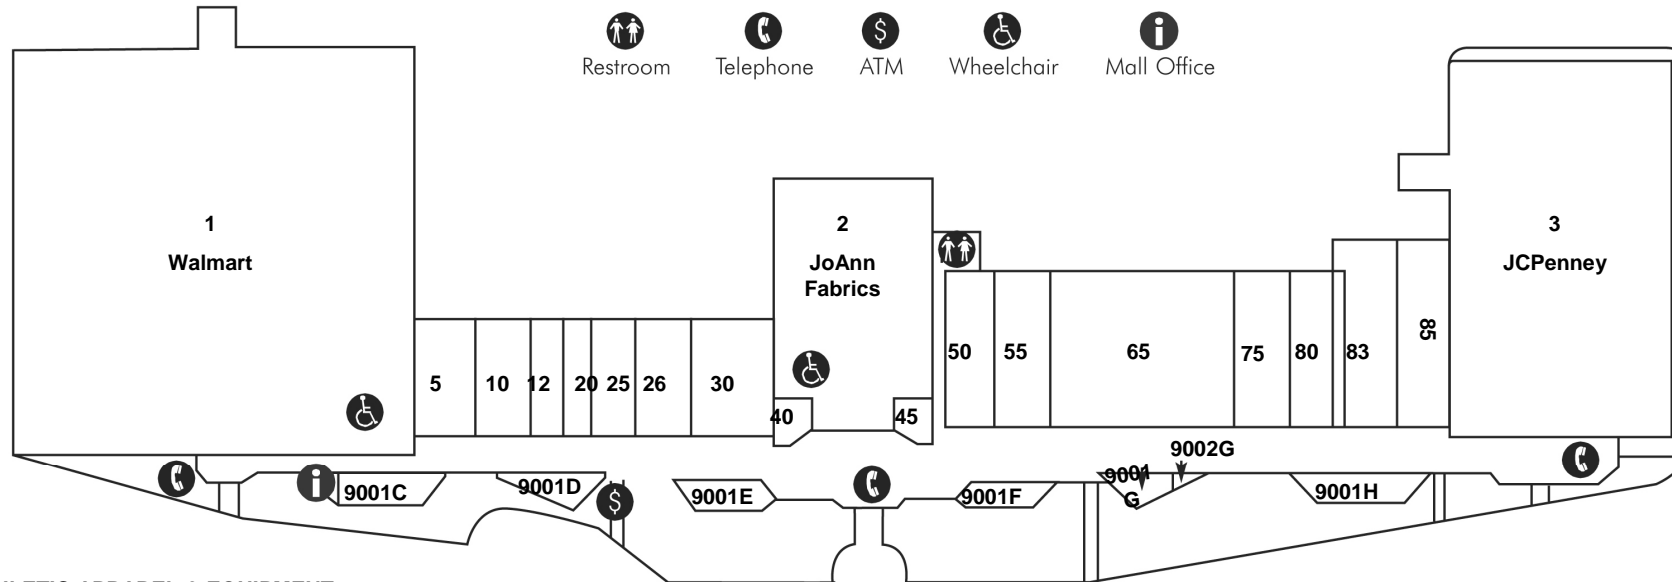 Restroom
Telephone
$
ATM
Wheelchair
i
Mall Office
1
Walmart
2
JoAnn
Fabrics
3
JCPenney
5
10
12
20
25
26
30
40
45
50
55
65
75
80
83
85
9001C
9001D
$
9001E
9001F
9001
G
9002G
9001H
i